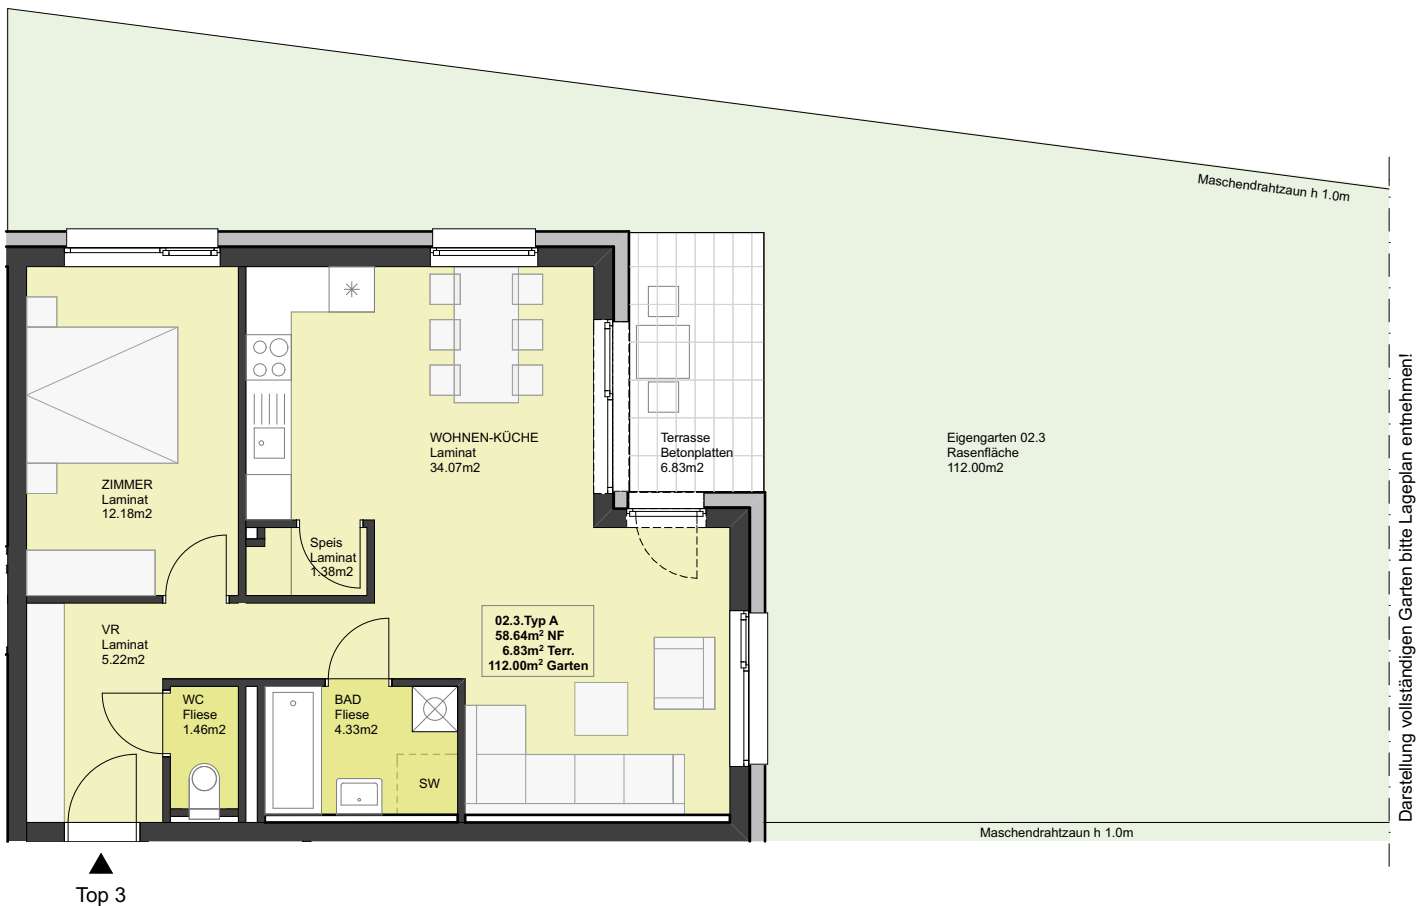 Maschendrahtzaun h 1.0m
WOHNEN-KÜCHE
Laminat
34.07m2
Terrasse
Betonplatten
6.83m2
Eigengarten 02.3
Rasenfläche
112.00m2
ZIMMER
Laminat
12.18m2
Speis
Laminat
1.38m2
02.3.Typ A
58.64m² NF
6.83m² Terr.
112.00m² Garten
VR
Laminat
5.22m2
WC
Fliese
1.46m2
BAD
Fliese
4.33m2
SW
Maschendrahtzaun h 1.0m
Darstellung vollständigen Garten bitte Lageplan entnehmen!
Top 3